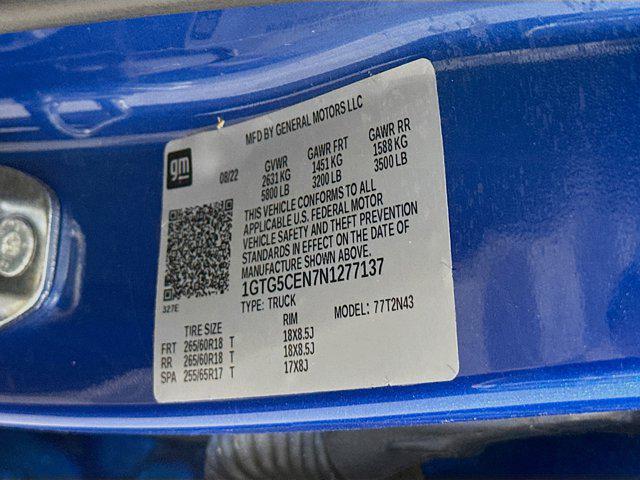 MFD BY GENERAL MOTORS LLC
gm
08/22
GVWR GAWR FRT GAWR RR
2631 KG 1451 KG 1588 KG
5800 LB 3200 LB 3500 LB
THIS VEHICLE CONFORMS TO ALL
APPLICABLE U.S. FEDERAL MOTOR
VEHICLE SAFETY AND THEFT PREVENTION
STANDARDS IN EFFECT ON THE DATE OF
MANUFACTURE SHOWN ABOVE.
1GTG5CEN7N1277137
327E
TYPE: TRUCK MODEL: 77T2N43
TIRE SIZE RIM
FRT 265/60R18 T 18X8.5J
RR 265/60R18 T 18X8.5J
SPA 255/65R17 T 17X8J